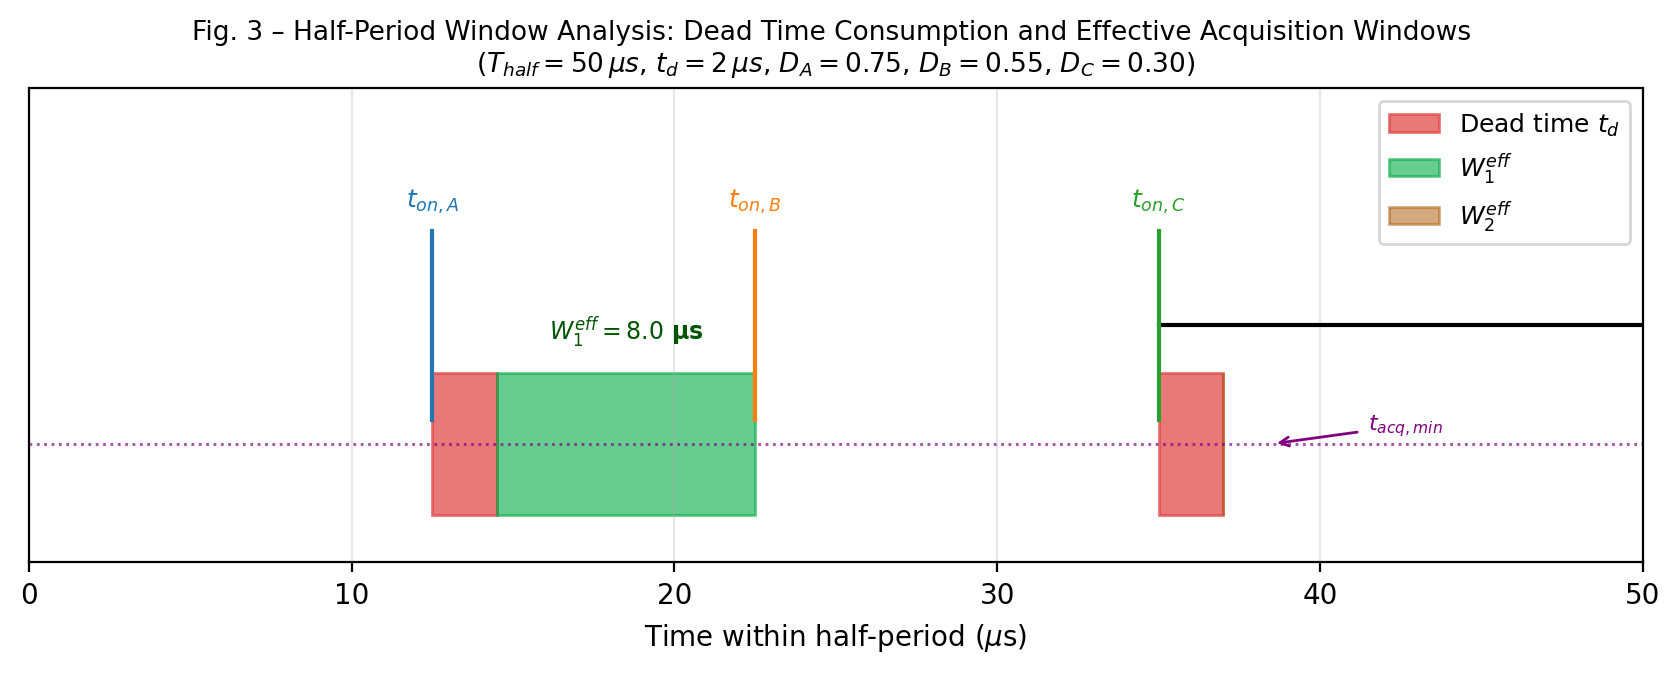 Fig. 3 – Half-Period Window Analysis: Dead Time Consumption and Effective Acquisition Windows
(T_half = 50 μs, t_d = 2 μs, D_A = 0.75, D_B = 0.55, D_C = 0.30)
Dead time t_d
W_1^eff
W_2^eff
t_on,A
t_on,B
t_on,C
W_1^eff = 8.0 μs
t_acq,min
0 10 20 30 40 50
Time within half-period (μs)